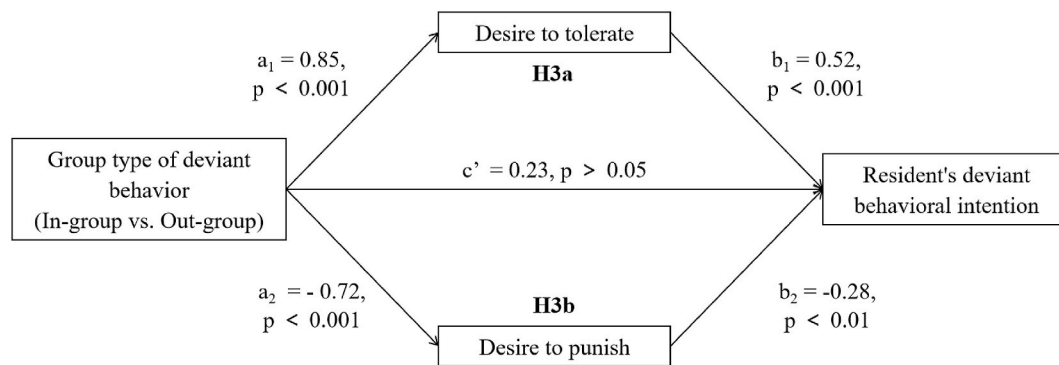 Desire to tolerate
H3a
a₁ = 0.85,
p < 0.001
b₁ = 0.52,
p < 0.001
Group type of deviant
behavior
(In-group vs. Out-group)
c’ = 0.23, p > 0.05
Resident's deviant
behavioral intention
a₂ = - 0.72,
p < 0.001
H3b
b₂ = -0.28,
p < 0.01
Desire to punish